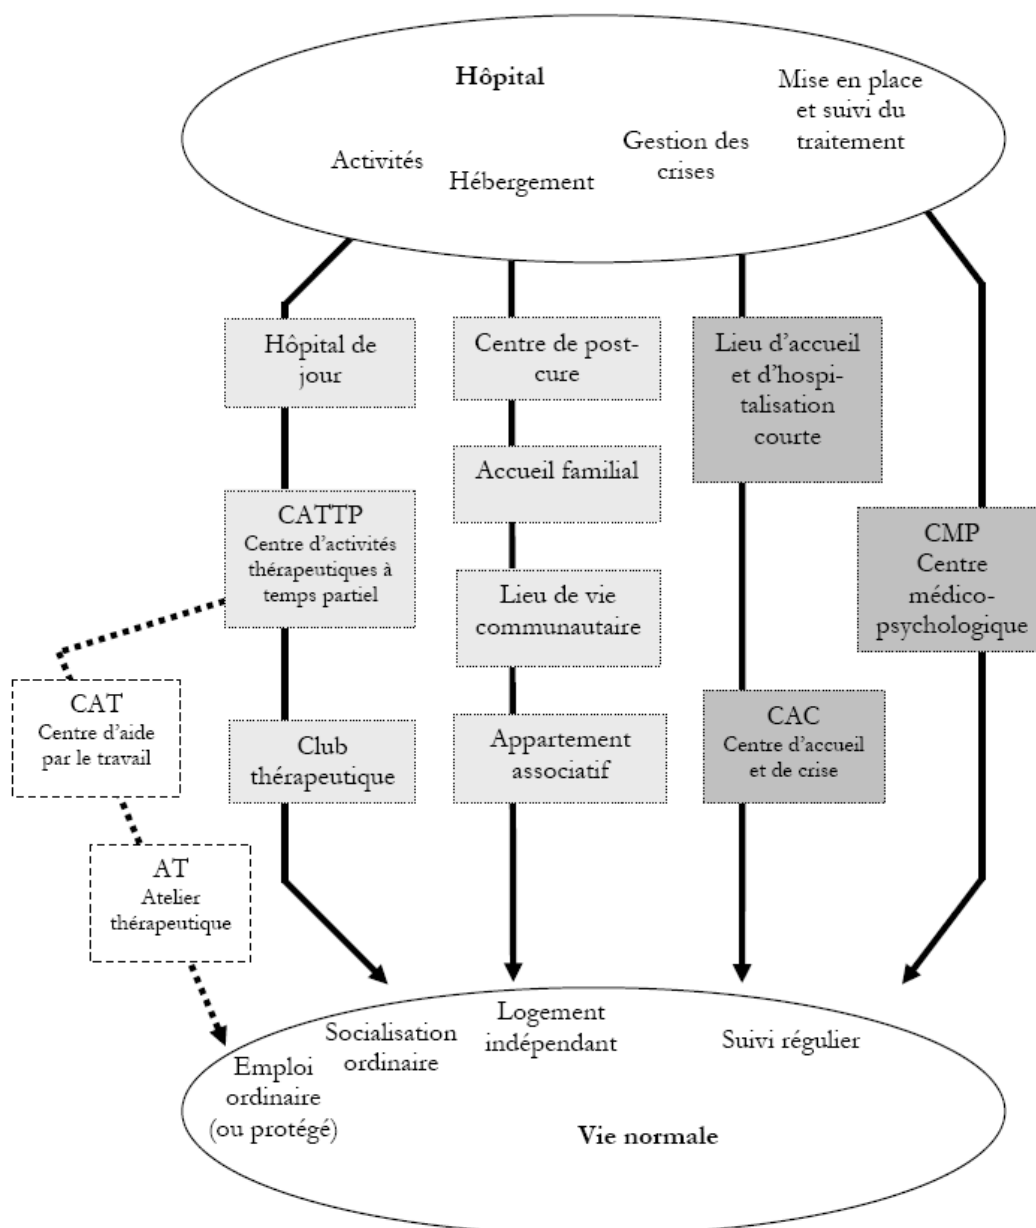 Hôpital
Mise en place
et suivi du
traitement
Gestion des
crises
Activités
Hébergement
Hôpital de
jour
Centre de post-
cure
Lieu d'accueil
et d'hospi-
talisation
courte
Accueil familial
CATTP
Centre d'activités
thérapeutiques à
temps partiel
CMP
Centre
médico-
psychologique
Lieu de vie
communautaire
CAT
Centre d'aide
par le travail
Club
thérapeutique
Appartement
associatif
CAC
Centre d'accueil
et de crise
AT
Atelier
thérapeutique
Emploi
ordinaire
(ou protégé)
Socialisation
ordinaire
Logement
indépendant
Suivi régulier
Vie normale